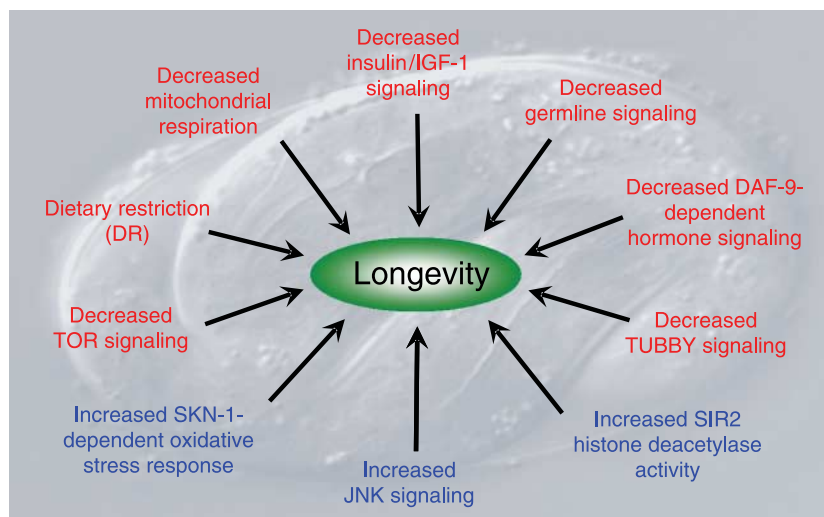 Decreased
insulin/IGF-1
signaling
Decreased
mitochondrial
respiration
Decreased
germline signaling
Dietary restriction
(DR)
Decreased DAF-9-
dependent
hormone signaling
Longevity
Decreased
TOR signaling
Decreased
TUBBY signaling
Increased SKN-1-
dependent oxidative
stress response
Increased
JNK signaling
Increased SIR2
histone deacetylase
activity